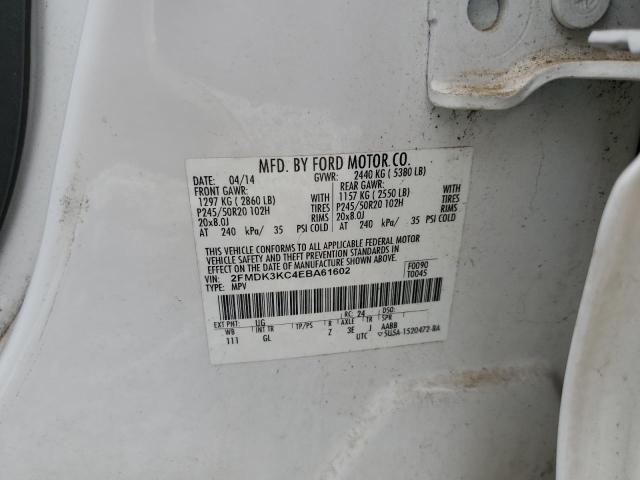 MFD. BY FORD MOTOR CO.
DATE: 04/14 GVWR: 2440 KG ( 5380 LB)
FRONT GAWR: REAR GAWR:
1297 KG ( 2860 LB) WITH 1157 KG ( 2550 LB) WITH
P245/50R20 102H TIRES P245/50R20 102H TIRES
20x8.0J RIMS 20x8.0J RIMS
AT 240 kPa/ 35 PSI COLD AT 240 kPa/ 35 PSI COLD
THIS VEHICLE CONFORMS TO ALL APPLICABLE FEDERAL MOTOR
VEHICLE SAFETY AND THEFT PREVENTION STANDARDS IN
EFFECT ON THE DATE OF MANUFACTURE SHOWN ABOVE.
VIN: 2FMDK3KC4EBA61602 F0090
TYPE: MPV T0045
EXT PNT: UG RC: 24 DSO:
WB INT TR TP/PS R AXLE TR SPR
111 GL Z 3E J AABB
UTC